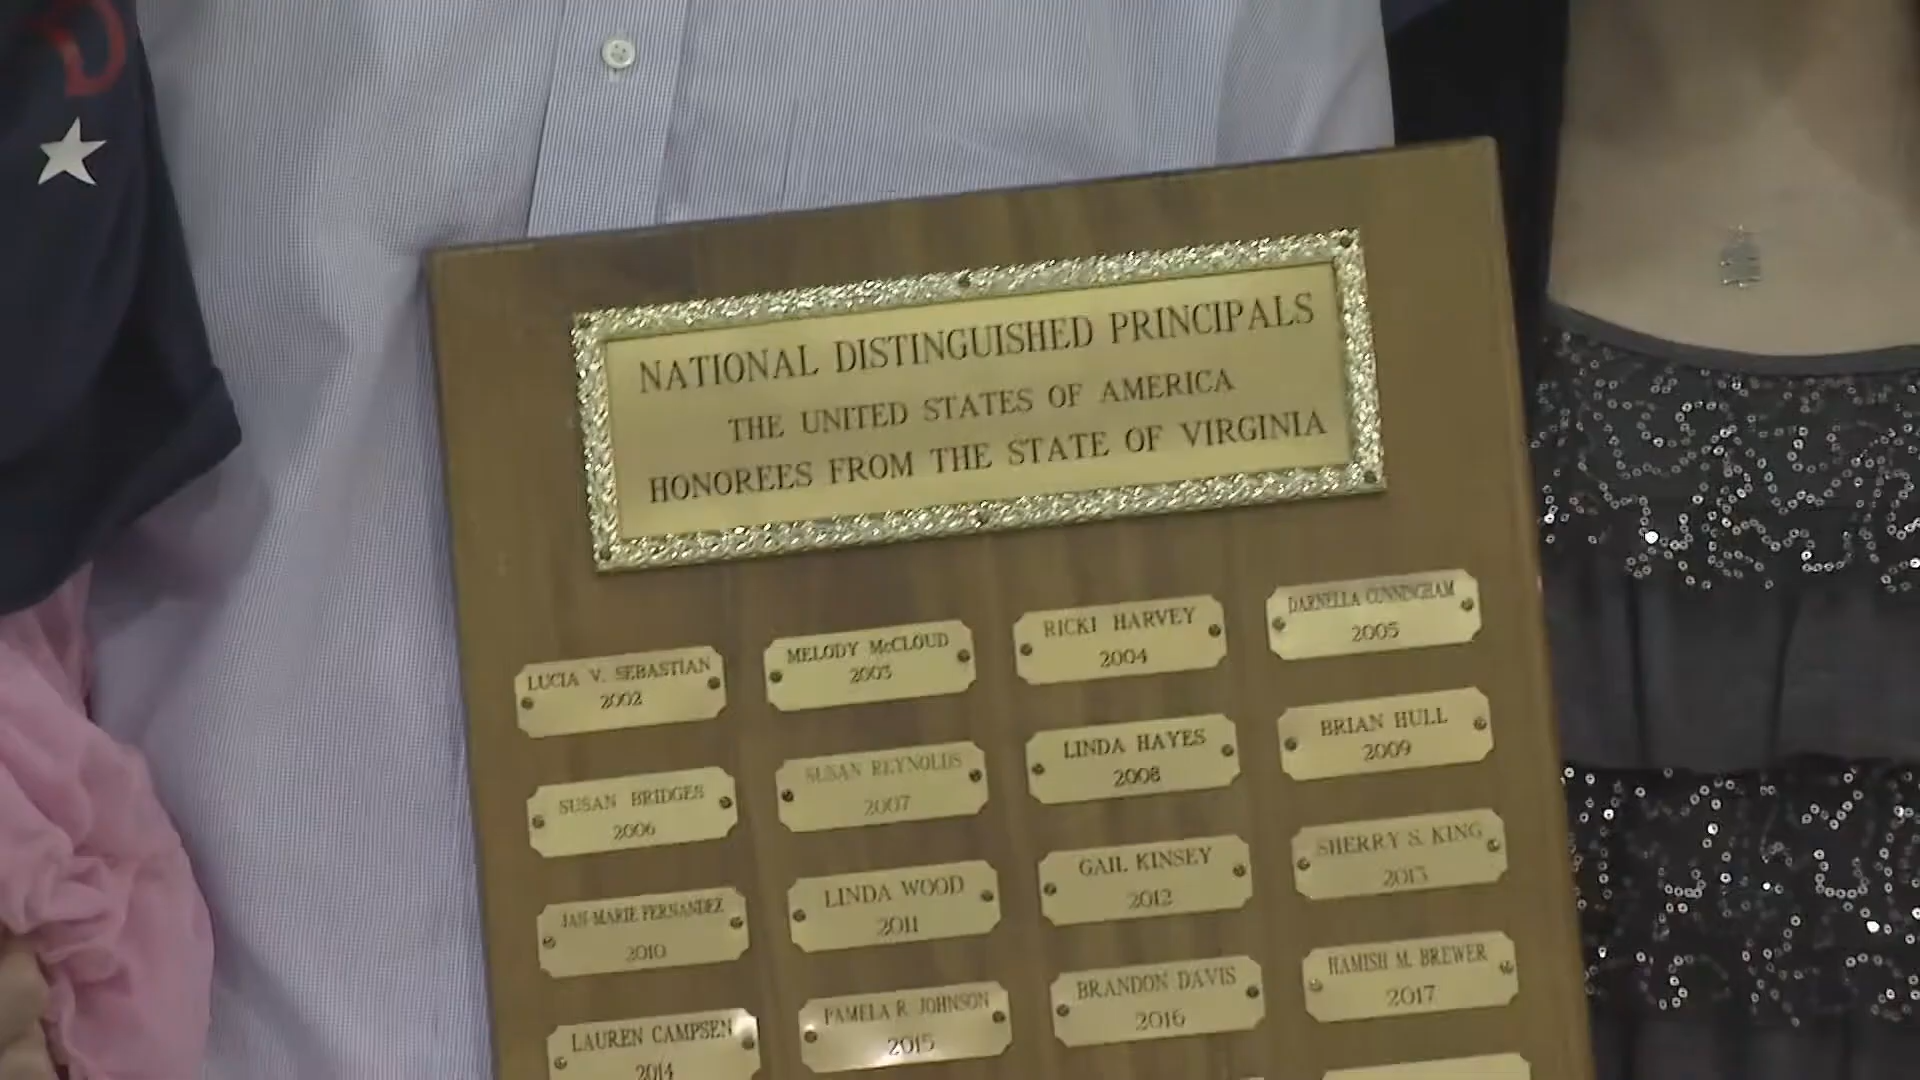 NATIONAL DISTINGUISHED PRINCIPALS
THE UNITED STATES OF AMERICA
HONOREES FROM THE STATE OF VIRGINIA
LUCIA V. SEBASTIAN
2002
MELODY McCLOUD
2003
RICKI HARVEY
2004
DARNELLA CUNNINGHAM
2005
SUSAN BRIDGES
2006
SUSAN REYNOLDS
2007
LINDA HAYES
2008
BRIAN HULL
2009
JAN-MARIE FERNANDEZ
2010
LINDA WOOD
2011
GAIL KINSEY
2012
SHERRY S. KING
2013
LAUREN CAMPSEN
2014
PAMELA R. JOHNSON
2015
BRANDON DAVIS
2016
HAMISH M. BREWER
2017